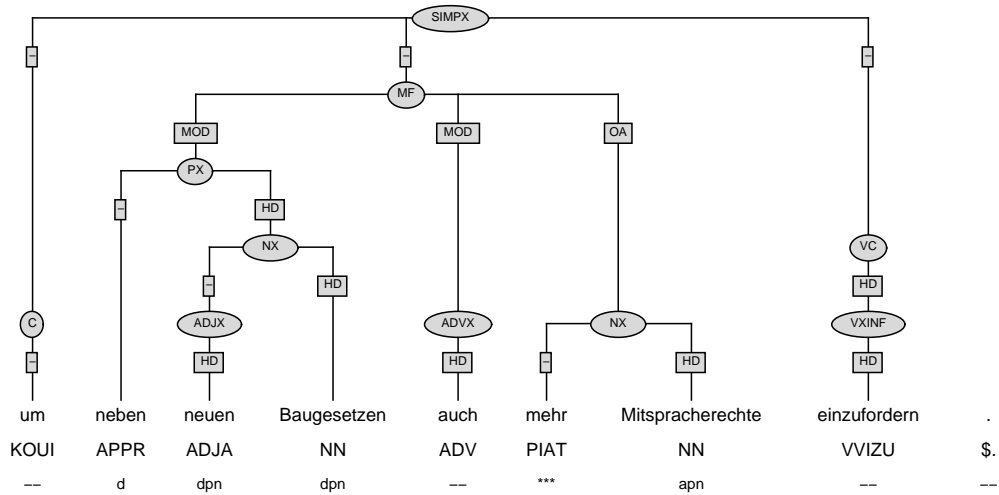 SIMPX
– – –
MF
MOD MOD OA
PX
– HD
NX VC
– HD HD
C ADJX ADVX NX VXINF
– HD HD – HD HD
um neben neuen Baugesetzen auch mehr Mitspracherechte einzufordern .
KOUI APPR ADJA NN ADV PIAT NN VVIZU $.
–– d dpn dpn –– *** apn –– ––